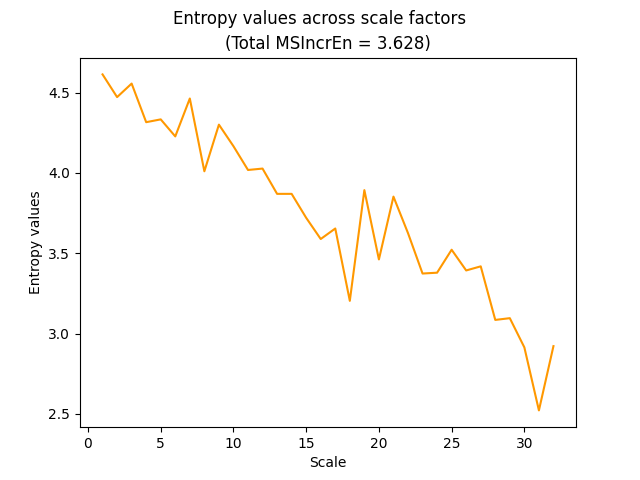 Entropy values across scale factors
(Total MSIncrEn = 3.628)
Entropy values
4.5
4.0
3.5
3.0
2.5
0 5 10 15 20 25 30
Scale